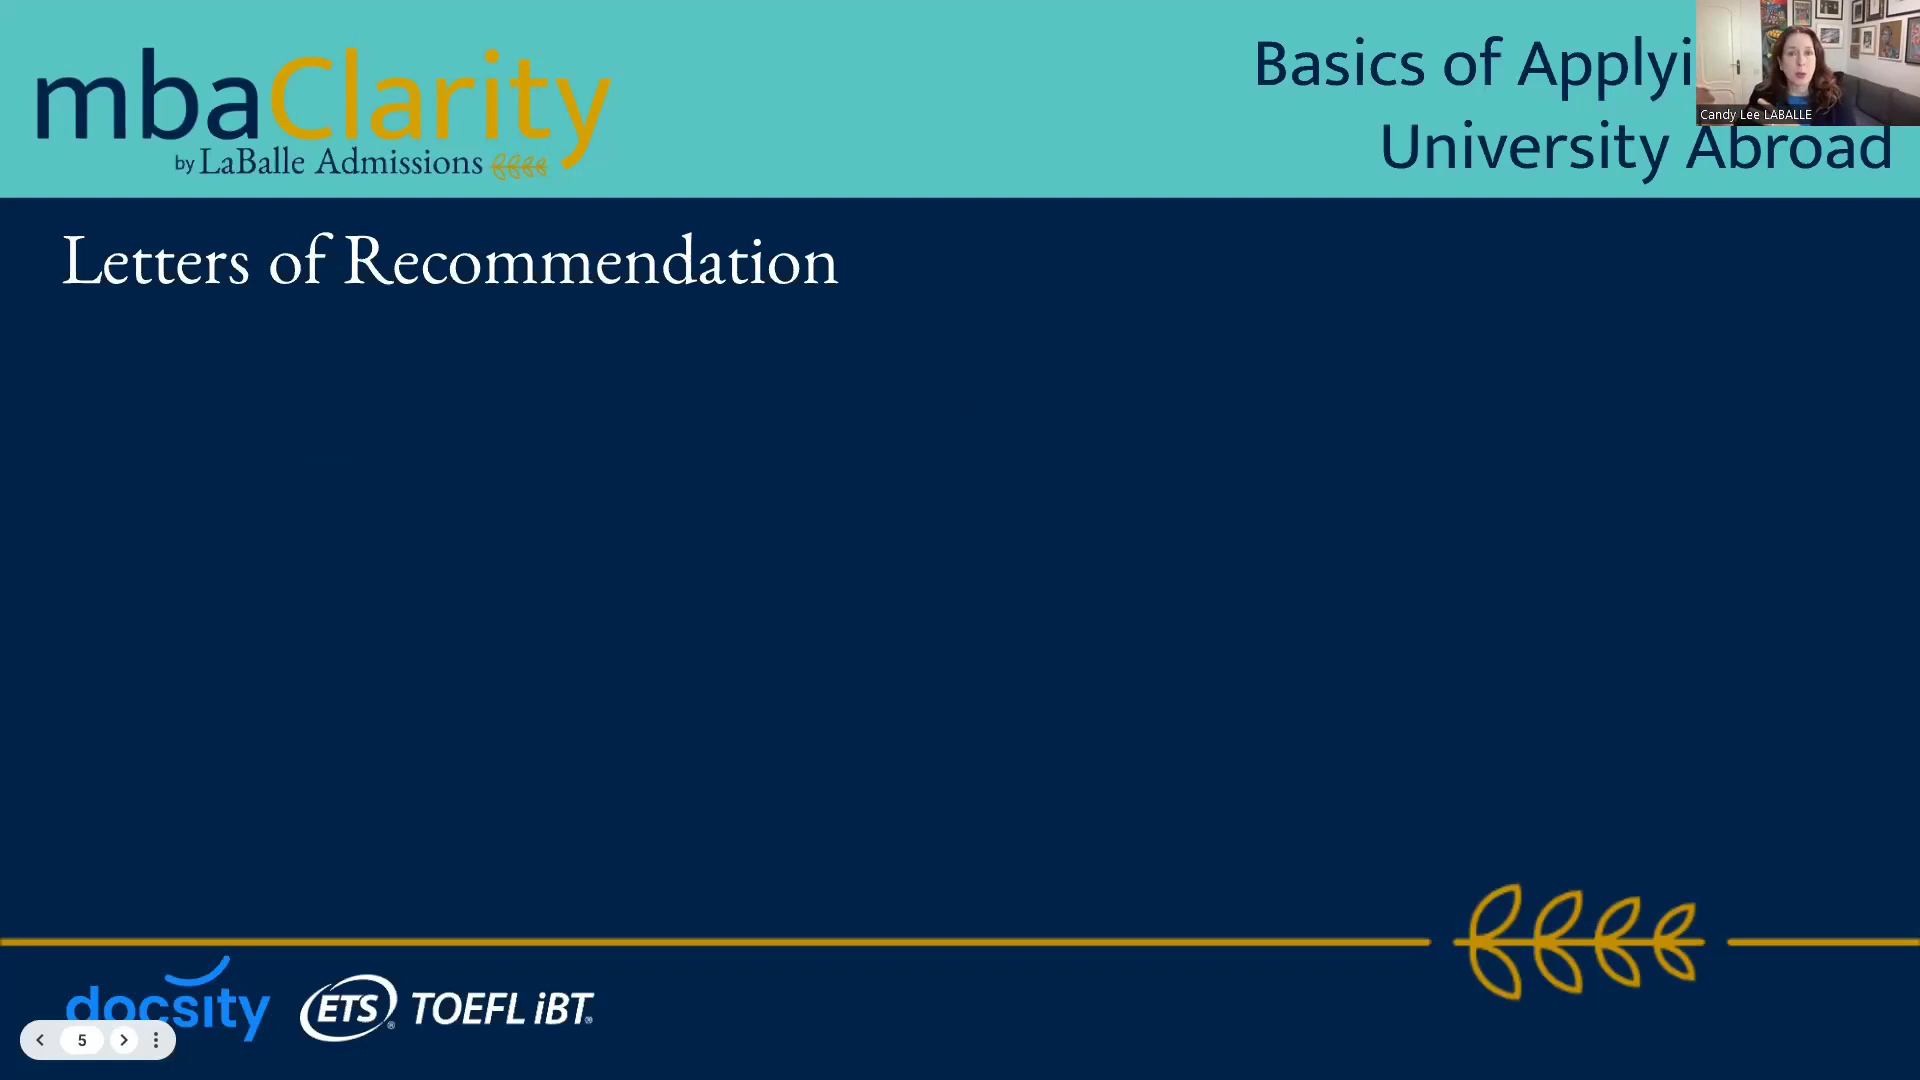 mbaClarity
by LaBalle Admissions
Basics of Applyi
University Abroad
Candy Lee LABALLE
Letters of Recommendation
docsity
ETS® TOEFL iBT®
5